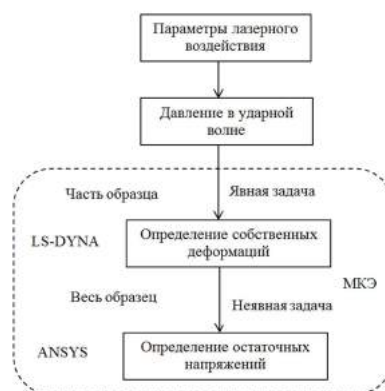 Параметры лазерного
воздействия
Давление в ударной
волне
Часть образца
Явная задача
LS-DYNA
Определение собственных
деформаций
МКЭ
Весь образец
Неявная задача
ANSYS
Определение остаточных
напряжений